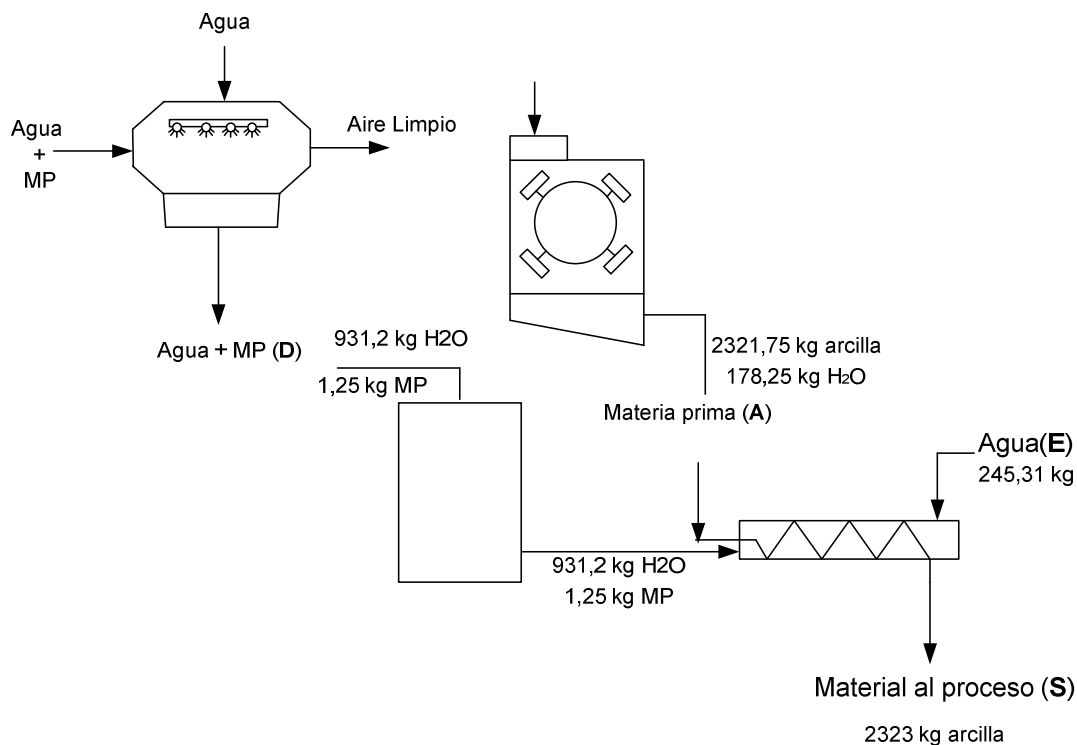 Agua
Agua
+
MP
Aire Limpio
Agua + MP (D)
931,2 kg H2O
1,25 kg MP
2321,75 kg arcilla
178,25 kg H₂O
Materia prima (A)
Agua(E)
245,31 kg
931,2 kg H2O
1,25 kg MP
Material al proceso (S)
2323 kg arcilla